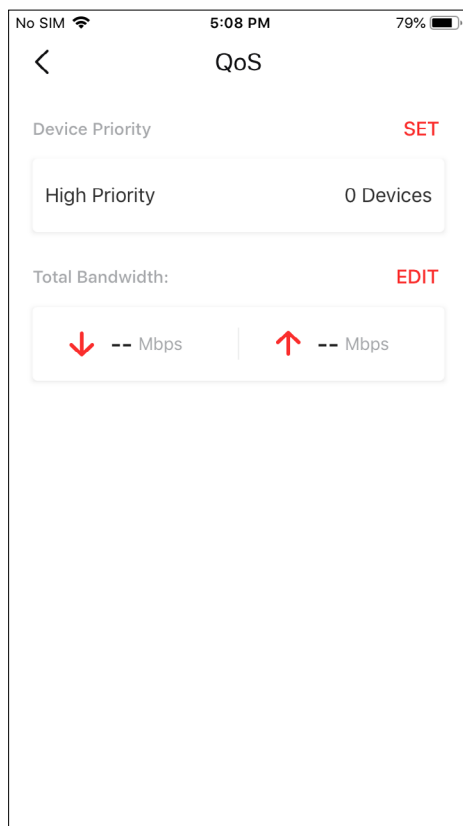 No SIM 5:08 PM 79%
QoS
Device Priority SET
High Priority 0 Devices
Total Bandwidth: EDIT
-- Mbps -- Mbps